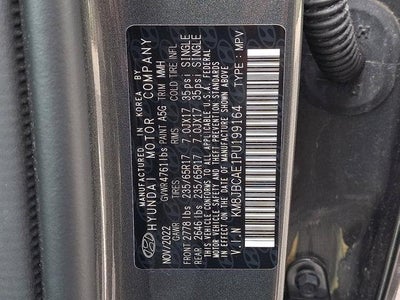 MANUFACTURED IN KOREA BY
HYUNDAI MOTOR COMPANY
NOV/2022 GVWR4761lbs PAINT A5G TRIM MMH
GAWR TIRES RIMS COLD TIRE INFL
FRONT 2778lbs 235/65R17 7.0JX17 35psi SINGLE
REAR 2646lbs 235/65R17 7.0JX17 35psi SINGLE
THIS VEHICLE CONFORMS TO ALL APPLICABLE U.S.A. FEDERAL
MOTOR VEHICLE SAFETY AND THEFT PREVENTION STANDARDS IN
EFFECT ON THE DATE OF MANUFACTURE SHOWN ABOVE.
V.I.N : KM8JBCAE1PU199164 TYPE : MPV